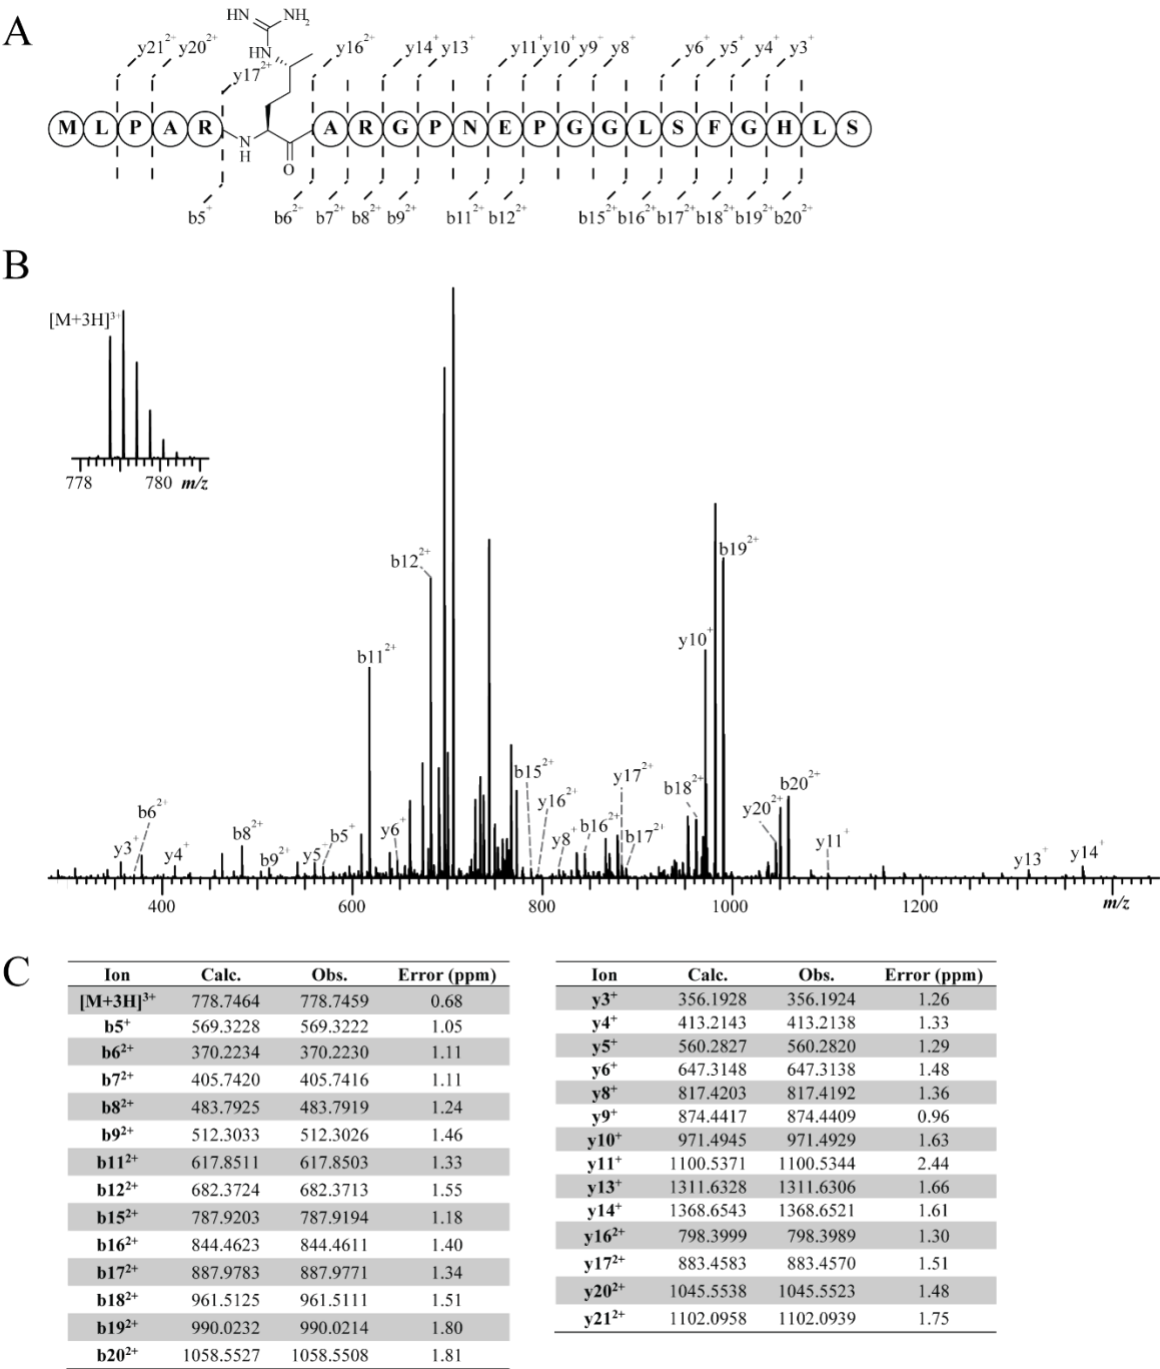 A
HN NH₂
HN
y21²⁻ y20²⁺ y17²⁺ y16²⁺ y14⁺ y13⁺ y11⁺ y10⁺ y9⁻ y8⁺ y6⁺ y5⁺ y4⁺ y3⁺
M L P A R N H O A R G P N E P G G L S F G H L S
b5⁺ b6²⁻ b7²⁺ b8²⁺ b9²⁺ b11²⁺ b12²⁺ b15²⁺ b16²⁺ b17²⁺ b18²⁺ b19²⁺ b20²⁺
B
[M+3H]³⁺
778 780 m/z
b12²⁺
b19²⁺
y10⁺
b11²⁺
b15²⁺ y17²⁺
b18²⁺ b20²⁺
y16²⁺ y20²⁺
b6²⁺ b8²⁺ b5⁺ y6⁺ y8⁺ b16²⁺ b17²⁺ y11⁺
y3⁺ y4⁺ b9²⁺ y5⁻ y13⁺ y14⁺
400 600 800 1000 1200 m/z
C
Ion Calc. Obs. Error (ppm)
[M+3H]³⁺ 778.7464 778.7459 0.68
b5⁺ 569.3228 569.3222 1.05
b6²⁺ 370.2234 370.2230 1.11
b7²⁺ 405.7420 405.7416 1.11
b8²⁺ 483.7925 483.7919 1.24
b9²⁺ 512.3033 512.3026 1.46
b11²⁺ 617.8511 617.8503 1.33
b12²⁺ 682.3724 682.3713 1.55
b15²⁺ 787.9203 787.9194 1.18
b16²⁺ 844.4623 844.4611 1.40
b17²⁺ 887.9783 887.9771 1.34
b18²⁺ 961.5125 961.5111 1.51
b19²⁺ 990.0232 990.0214 1.80
b20²⁺ 1058.5527 1058.5508 1.81
Ion Calc. Obs. Error (ppm)
y3⁺ 356.1928 356.1924 1.26
y4⁺ 413.2143 413.2138 1.33
y5⁺ 560.2827 560.2820 1.29
y6⁺ 647.3148 647.3138 1.48
y8⁺ 817.4203 817.4192 1.36
y9⁺ 874.4417 874.4409 0.96
y10⁺ 971.4945 971.4929 1.63
y11⁺ 1100.5371 1100.5344 2.44
y13⁺ 1311.6328 1311.6306 1.66
y14⁺ 1368.6543 1368.6521 1.61
y16²⁺ 798.3999 798.3989 1.30
y17²⁺ 883.4583 883.4570 1.51
y20²⁺ 1045.5538 1045.5523 1.48
y21²⁺ 1102.0958 1102.0939 1.75